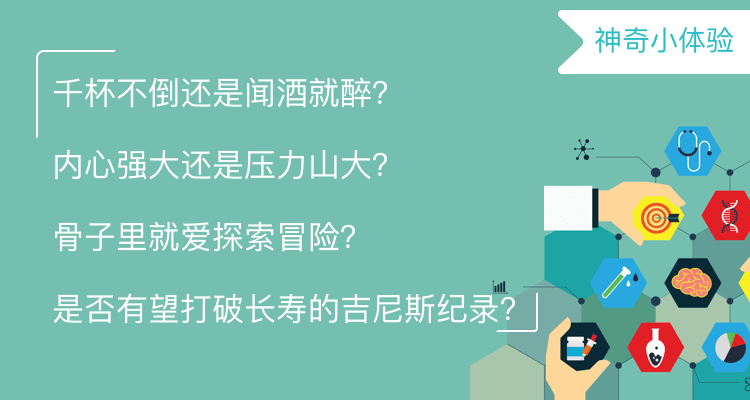 神奇小体验
千杯不倒还是闻酒就醉?
内心强大还是压力山大?
骨子里就爱探索冒险?
是否有望打破长寿的吉尼斯纪录?